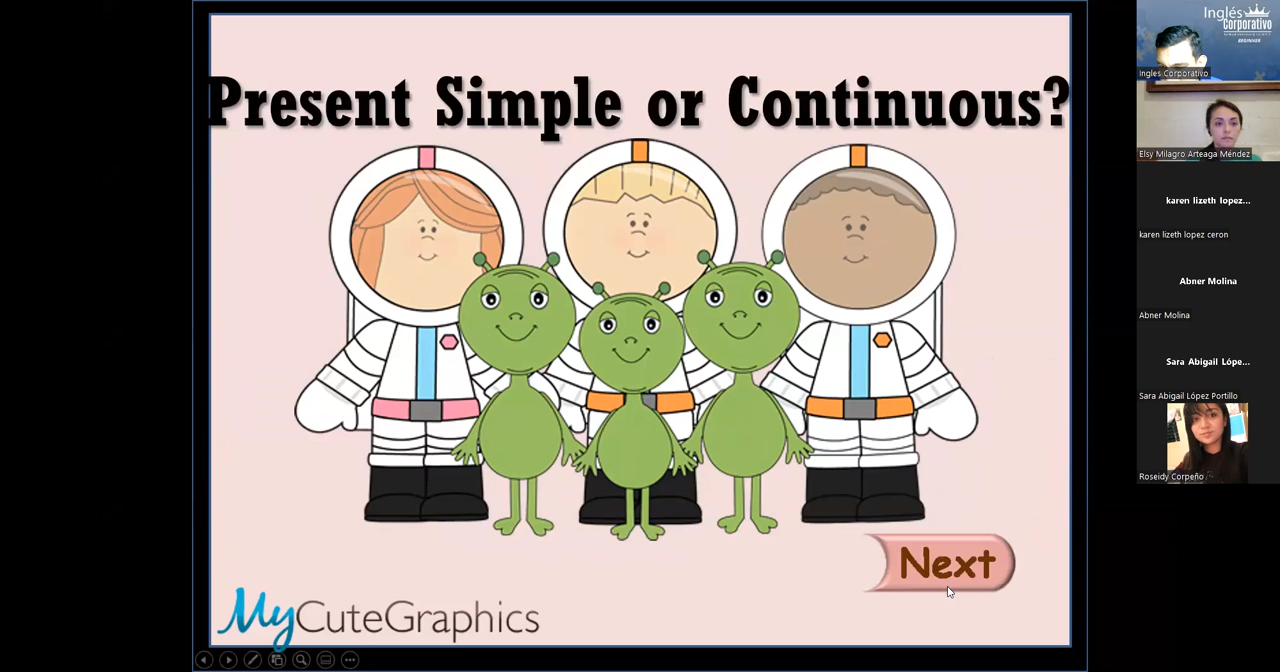 Present Simple or Continuous?
Next
MyCuteGraphics
Inglés
Corporativo
BEGINNER
Ingles Corporativo
Elsy Milagro Arteaga Méndez
karen lizeth lopez...
karen lizeth lopez ceron
Abner Molina
Abner Molina
Sara Abigail Lópe...
Sara Abigail López Portillo
Roseidy Corpeño